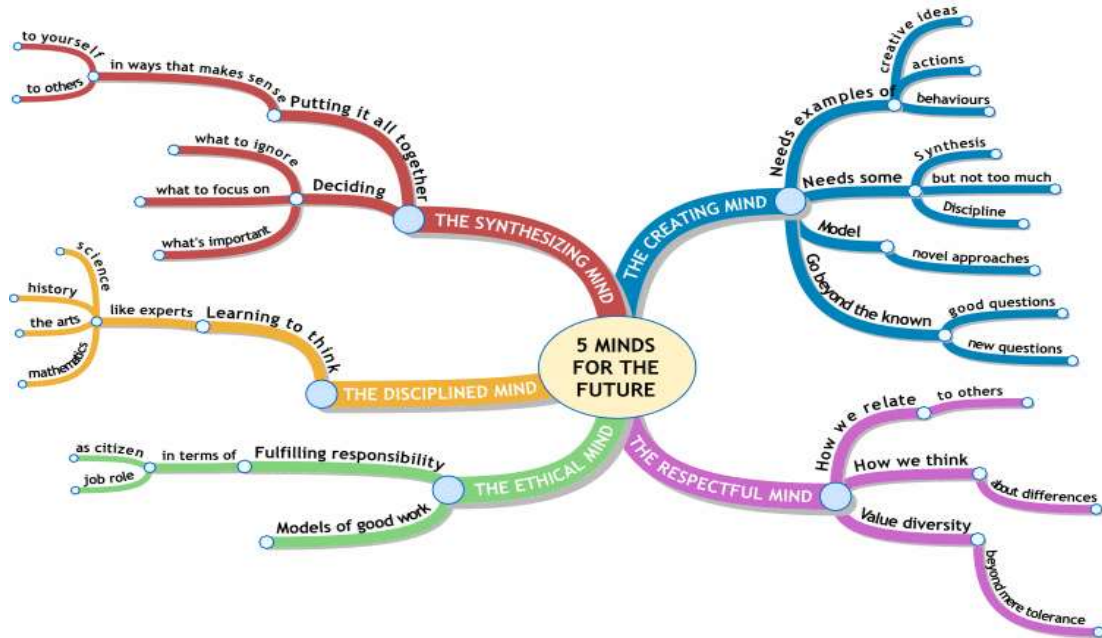 5 MINDS
FOR THE
FUTURE
THE CREATING MIND
Needs examples of
creative ideas
actions
behaviours
Needs some
Synthesis
but not too much
Discipline
Model
novel approaches
Go beyond the known
good questions
new questions
THE RESPECTFUL MIND
How we relate
to others
How we think
about differences
Value diversity
beyond mere tolerance
THE ETHICAL MIND
Fulfilling responsibility
in terms of
as citizen
job role
Models of good work
THE DISCIPLINED MIND
Learning to think
like experts
science
history
the arts
mathematics
THE SYNTHESIZING MIND
Putting it all together
in ways that makes sense
to yourself
to others
Deciding
what to ignore
what to focus on
what's important